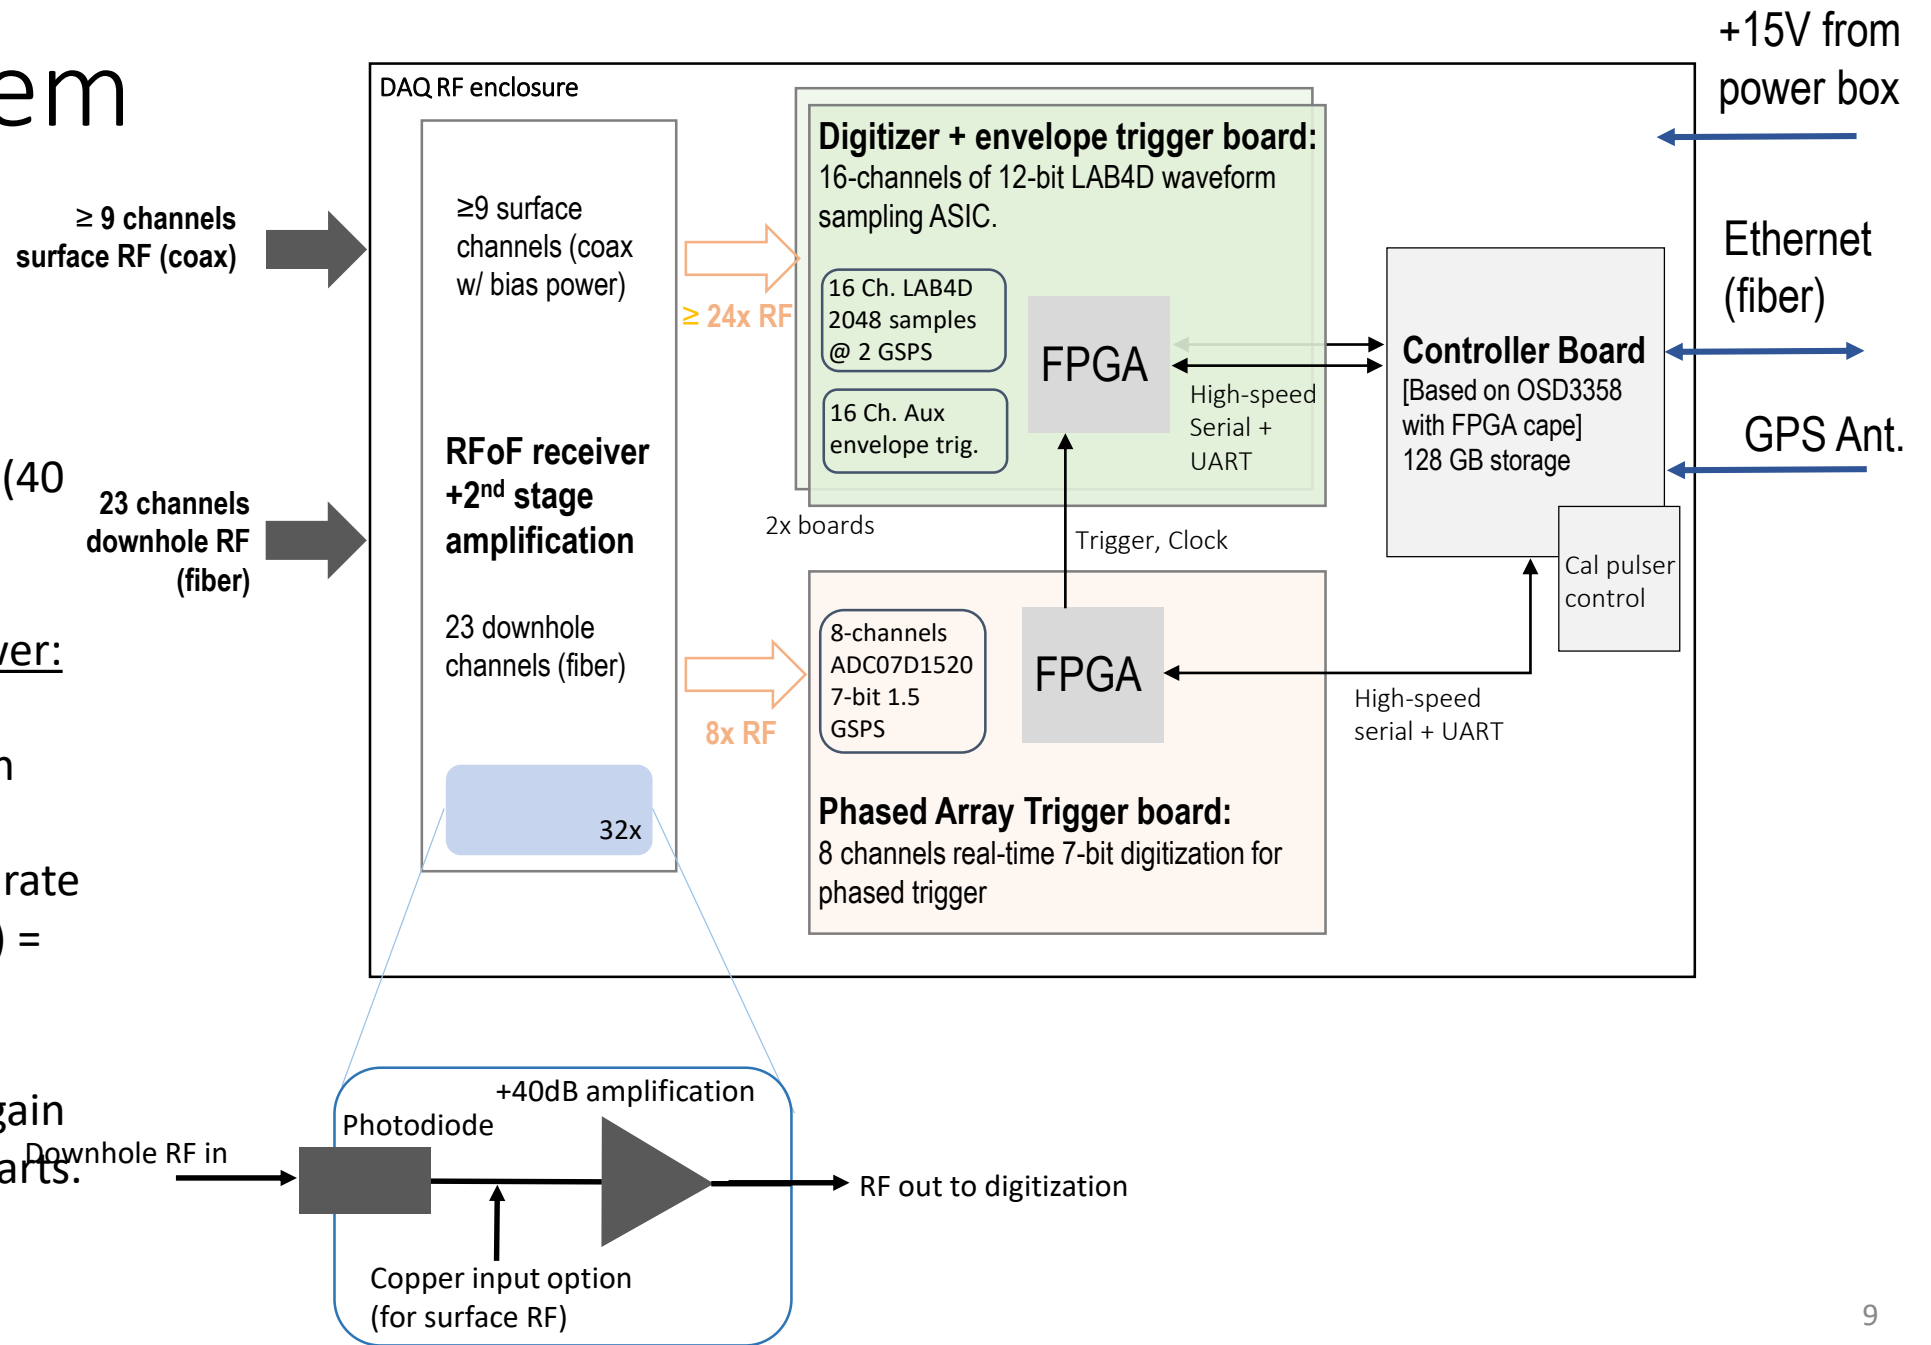 em
(40
ver:
n
rate
) =
gain
arts.
+15V from
power box
Ethernet
(fiber)
GPS Ant.
≥ 9 channels
surface RF (coax)
23 channels
downhole RF
(fiber)
DAQ RF enclosure
≥9 surface
channels (coax
w/ bias power)
RFoF receiver
+2nd stage
amplification
23 downhole
channels (fiber)
32x
≥ 24x RF
8x RF
Digitizer + envelope trigger board:
16-channels of 12-bit LAB4D waveform
sampling ASIC.
16 Ch. LAB4D
2048 samples
@ 2 GSPS
16 Ch. Aux
envelope trig.
FPGA
High-speed
Serial +
UART
2x boards
Trigger, Clock
Controller Board
[Based on OSD3358
with FPGA cape]
128 GB storage
Cal pulser
control
8-channels
ADC07D1520
7-bit 1.5
GSPS
FPGA
High-speed
serial + UART
Phased Array Trigger board:
8 channels real-time 7-bit digitization for
phased trigger
+40dB amplification
Photodiode
Downhole RF in
RF out to digitization
Copper input option
(for surface RF)
9